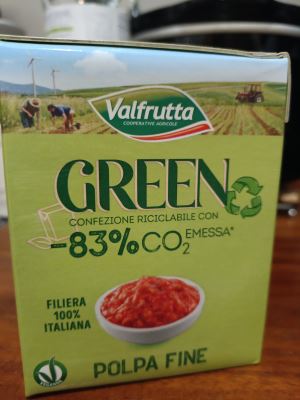 Valfrutta
COOPERATIVE AGRICOLE
GREEN
CONFEZIONE RICICLABILE CON
-83% CO2 EMESSA*
FILIERA
100%
ITALIANA
POLPA FINE